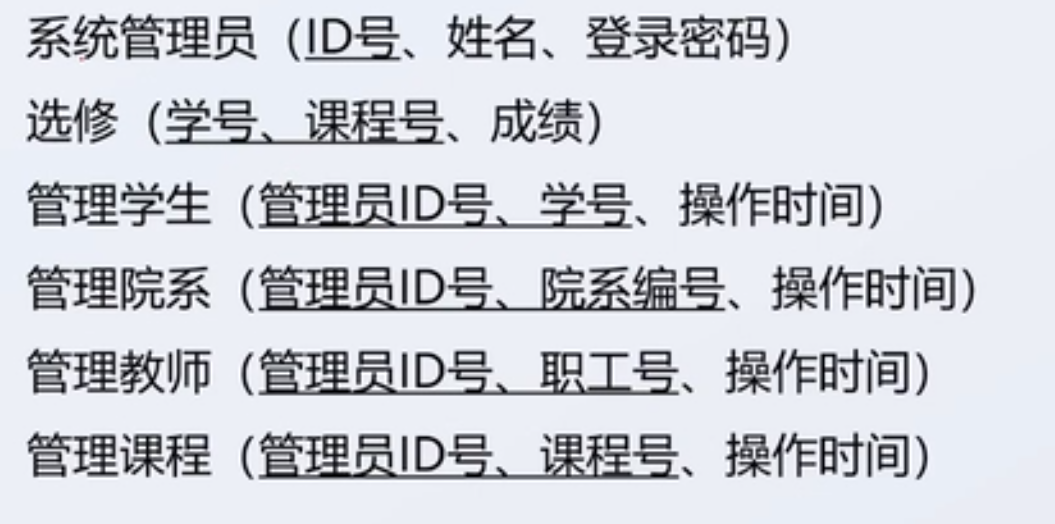 系统管理员（ID号、姓名、登录密码）
选修（学号、课程号、成绩）
管理学生（管理员ID号、学号、操作时间）
管理院系（管理员ID号、院系编号、操作时间）
管理教师（管理员ID号、职工号、操作时间）
管理课程（管理员ID号、课程号、操作时间）